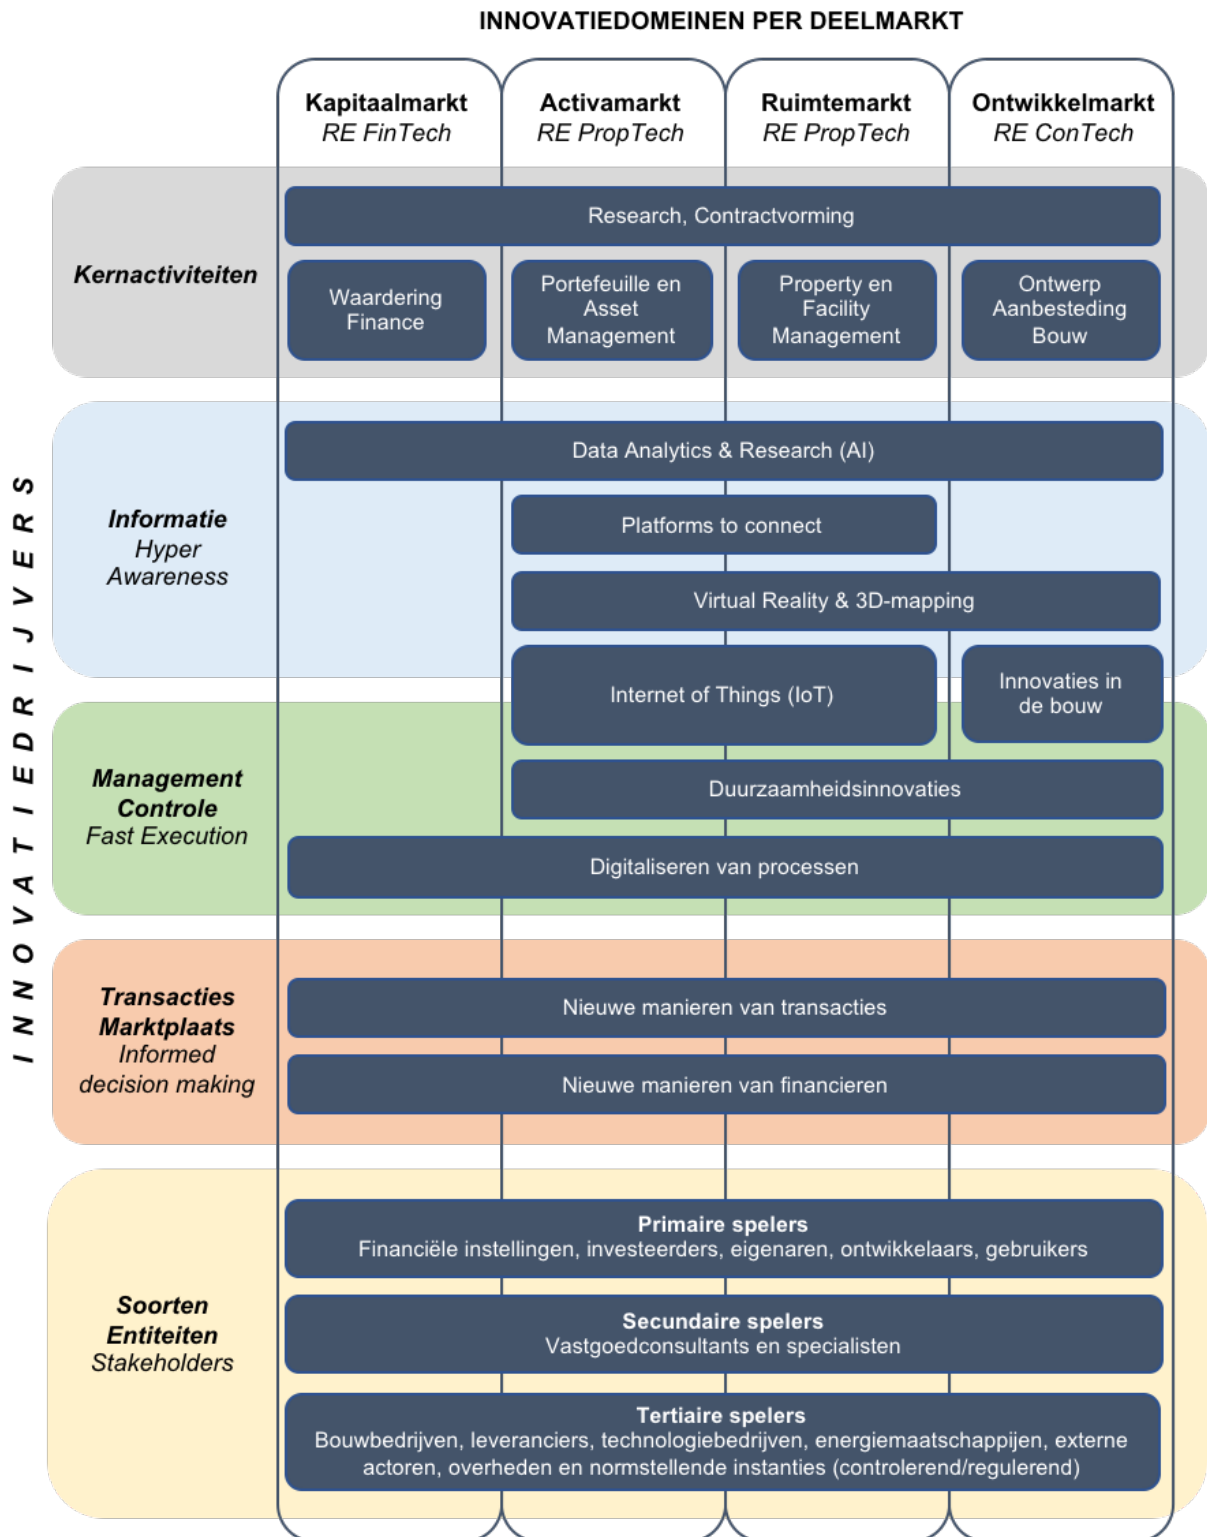 INNOVATIEDOMEINEN PER DEELMARKT
Kapitaalmarkt
RE FinTech
Activamarkt
RE PropTech
Ruimtemarkt
RE PropTech
Ontwikkelmarkt
RE ConTech
INNOVATIEDRIJVERS
Kernactiviteiten
Research, Contractvorming
Waardering
Finance
Portefeuille en
Asset
Management
Property en
Facility
Management
Ontwerp
Aanbesteding
Bouw
Informatie
Hyper
Awareness
Data Analytics & Research (AI)
Platforms to connect
Virtual Reality & 3D-mapping
Internet of Things (IoT)
Innovaties in
de bouw
Management
Controle
Fast Execution
Duurzaamheidsinnovaties
Digitaliseren van processen
Transacties
Marktplaats
Informed
decision making
Nieuwe manieren van transacties
Nieuwe manieren van financieren
Soorten
Entiteiten
Stakeholders
Primaire spelers
Financiële instellingen, investeerders, eigenaren, ontwikkelaars, gebruikers
Secundaire spelers
Vastgoedconsultants en specialisten
Tertiaire spelers
Bouwbedrijven, leveranciers, technologiebedrijven, energiemaatschappijen, externe
actoren, overheden en normstellende instanties (controlerend/regulerend)